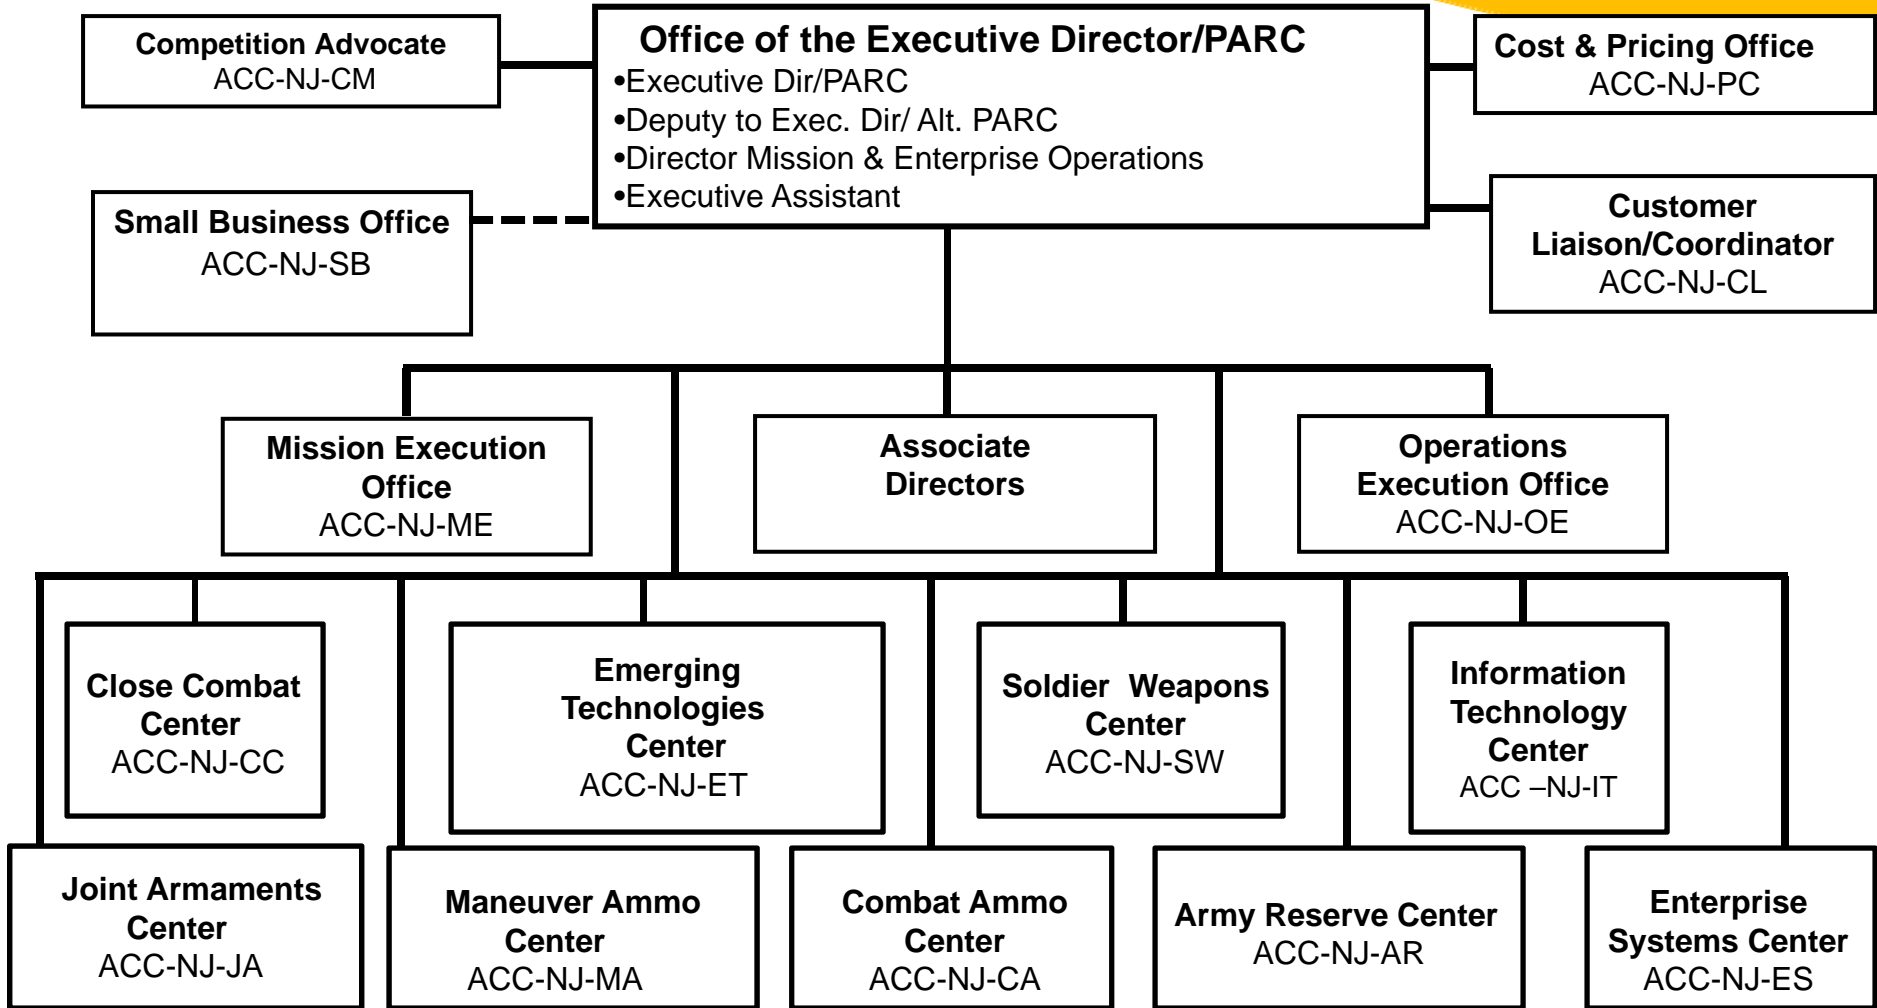 Competition Advocate
ACC-NJ-CM
Office of the Executive Director/PARC
•Executive Dir/PARC
•Deputy to Exec. Dir/ Alt. PARC
•Director Mission & Enterprise Operations
•Executive Assistant
Cost & Pricing Office
ACC-NJ-PC
Small Business Office
ACC-NJ-SB
Customer
Liaison/Coordinator
ACC-NJ-CL
Mission Execution
Office
ACC-NJ-ME
Associate
Directors
Operations
Execution Office
ACC-NJ-OE
Close Combat
Center
ACC-NJ-CC
Emerging
Technologies
Center
ACC-NJ-ET
Soldier Weapons
Center
ACC-NJ-SW
Information
Technology
Center
ACC –NJ-IT
Joint Armaments
Center
ACC-NJ-JA
Maneuver Ammo
Center
ACC-NJ-MA
Combat Ammo
Center
ACC-NJ-CA
Army Reserve Center
ACC-NJ-AR
Enterprise
Systems Center
ACC-NJ-ES